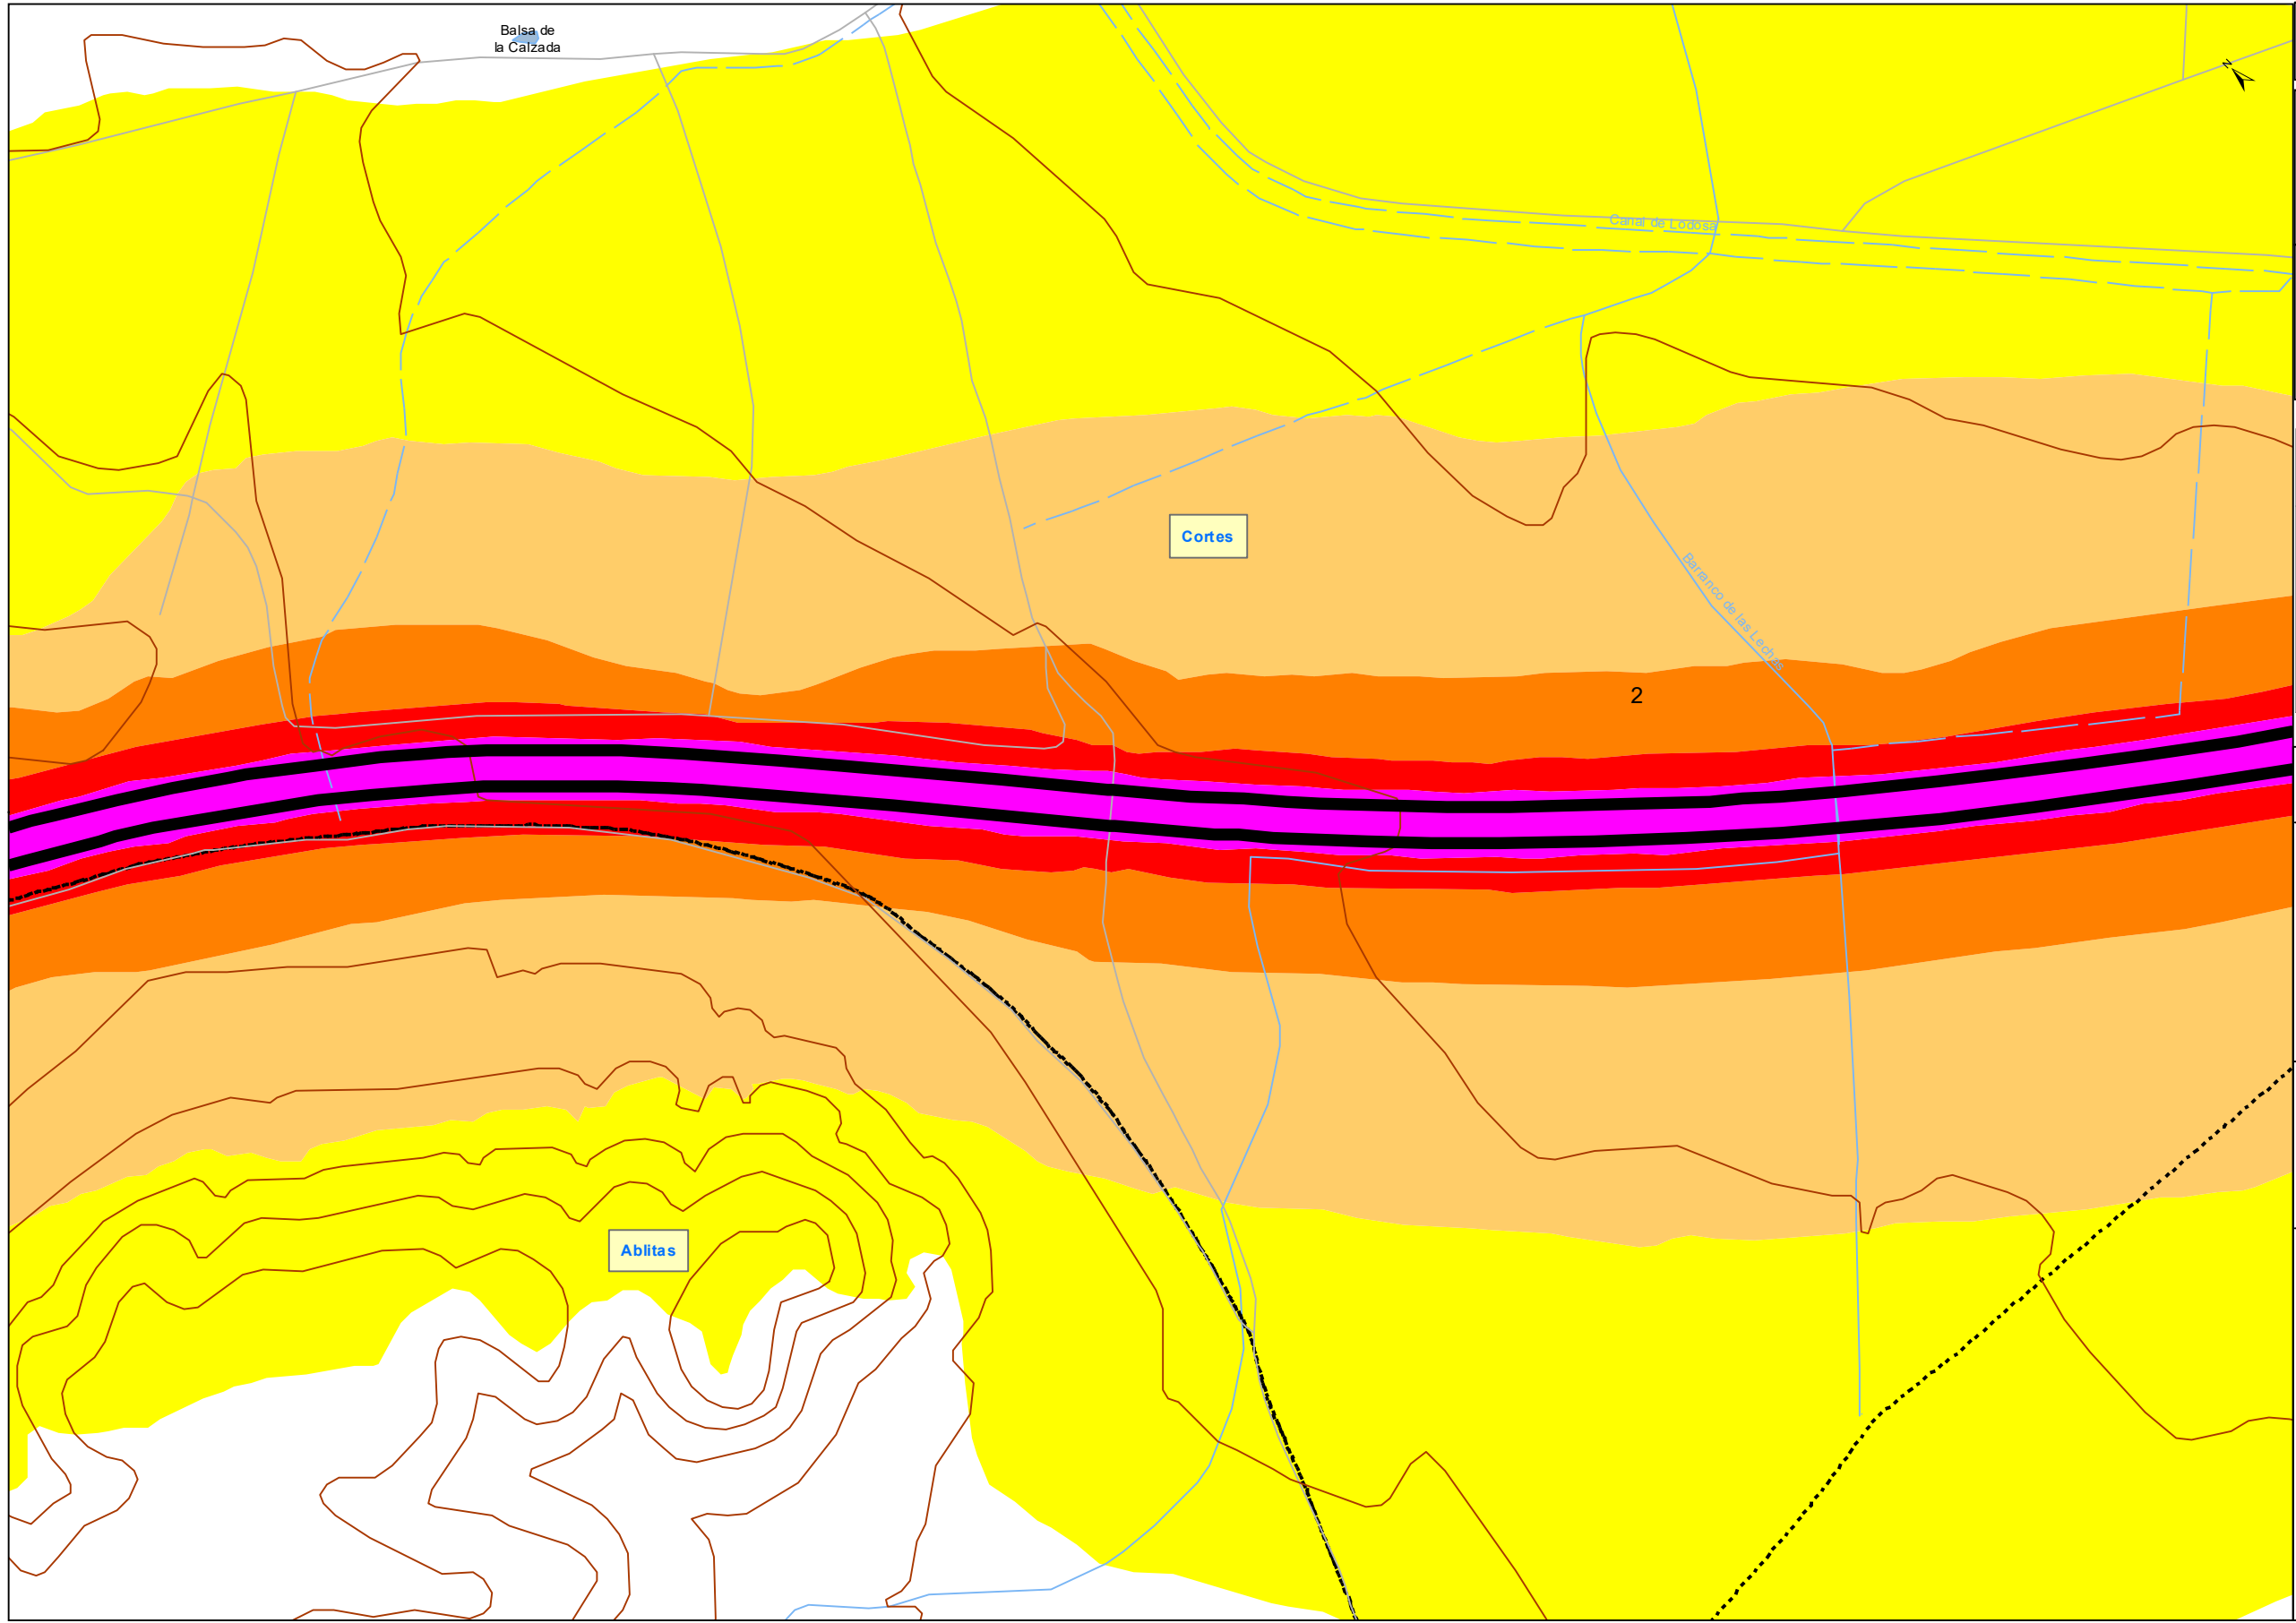 Balsa de
la Calzada
N
Canal de Lodosa
Cortes
Barranco de las Lechas
2
Ablitas